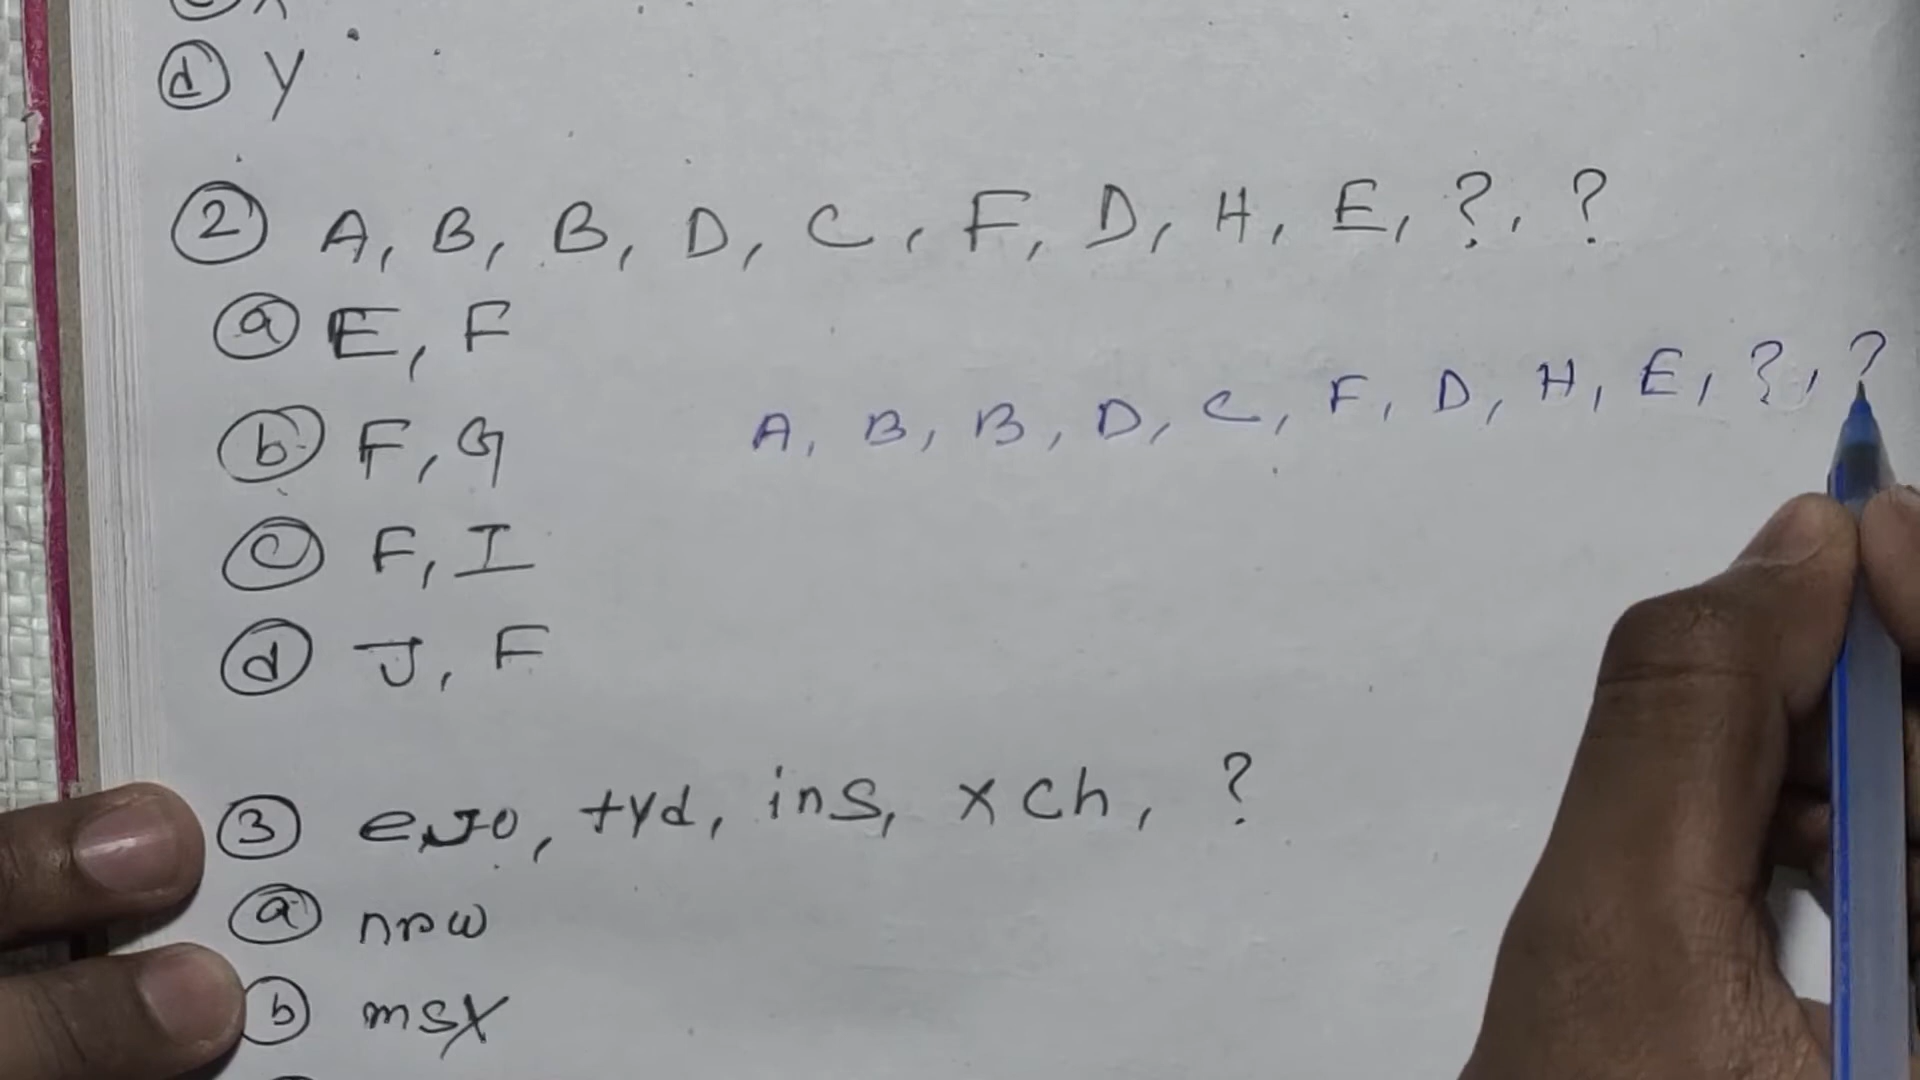 d y
2 A, B, B, D, C, F, D, H, E, ?, ?
a E, F
A, B, B, D, C, F, D, H, E, ?, ?
b F, G
c F, I
d J, F
3 eJO, tyd, ins, xch, ?
a nrw
b msx